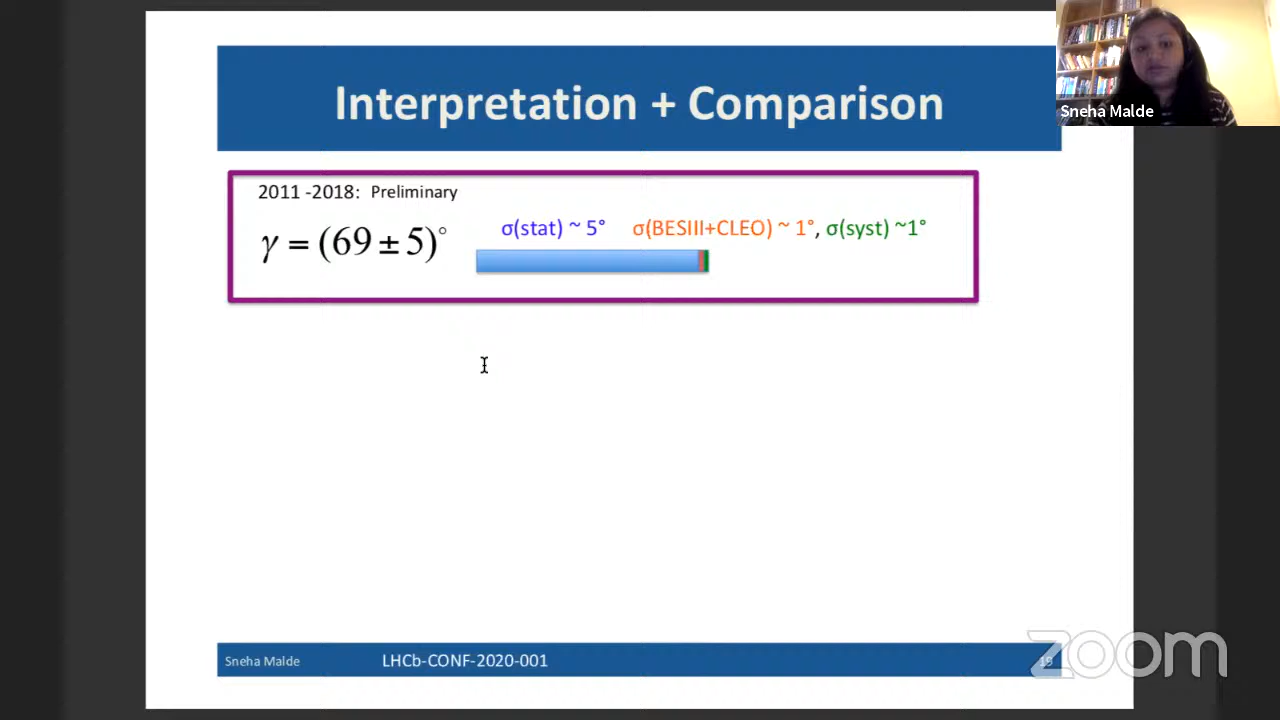 Interpretation + Comparison
Sneha Malde
2011 -2018: Preliminary
γ = (69 ± 5)°
σ(stat) ~ 5° σ(BESIII+CLEO) ~ 1°, σ(syst) ~1°
Sneha Malde LHCb-CONF-2020-001 19
zoom